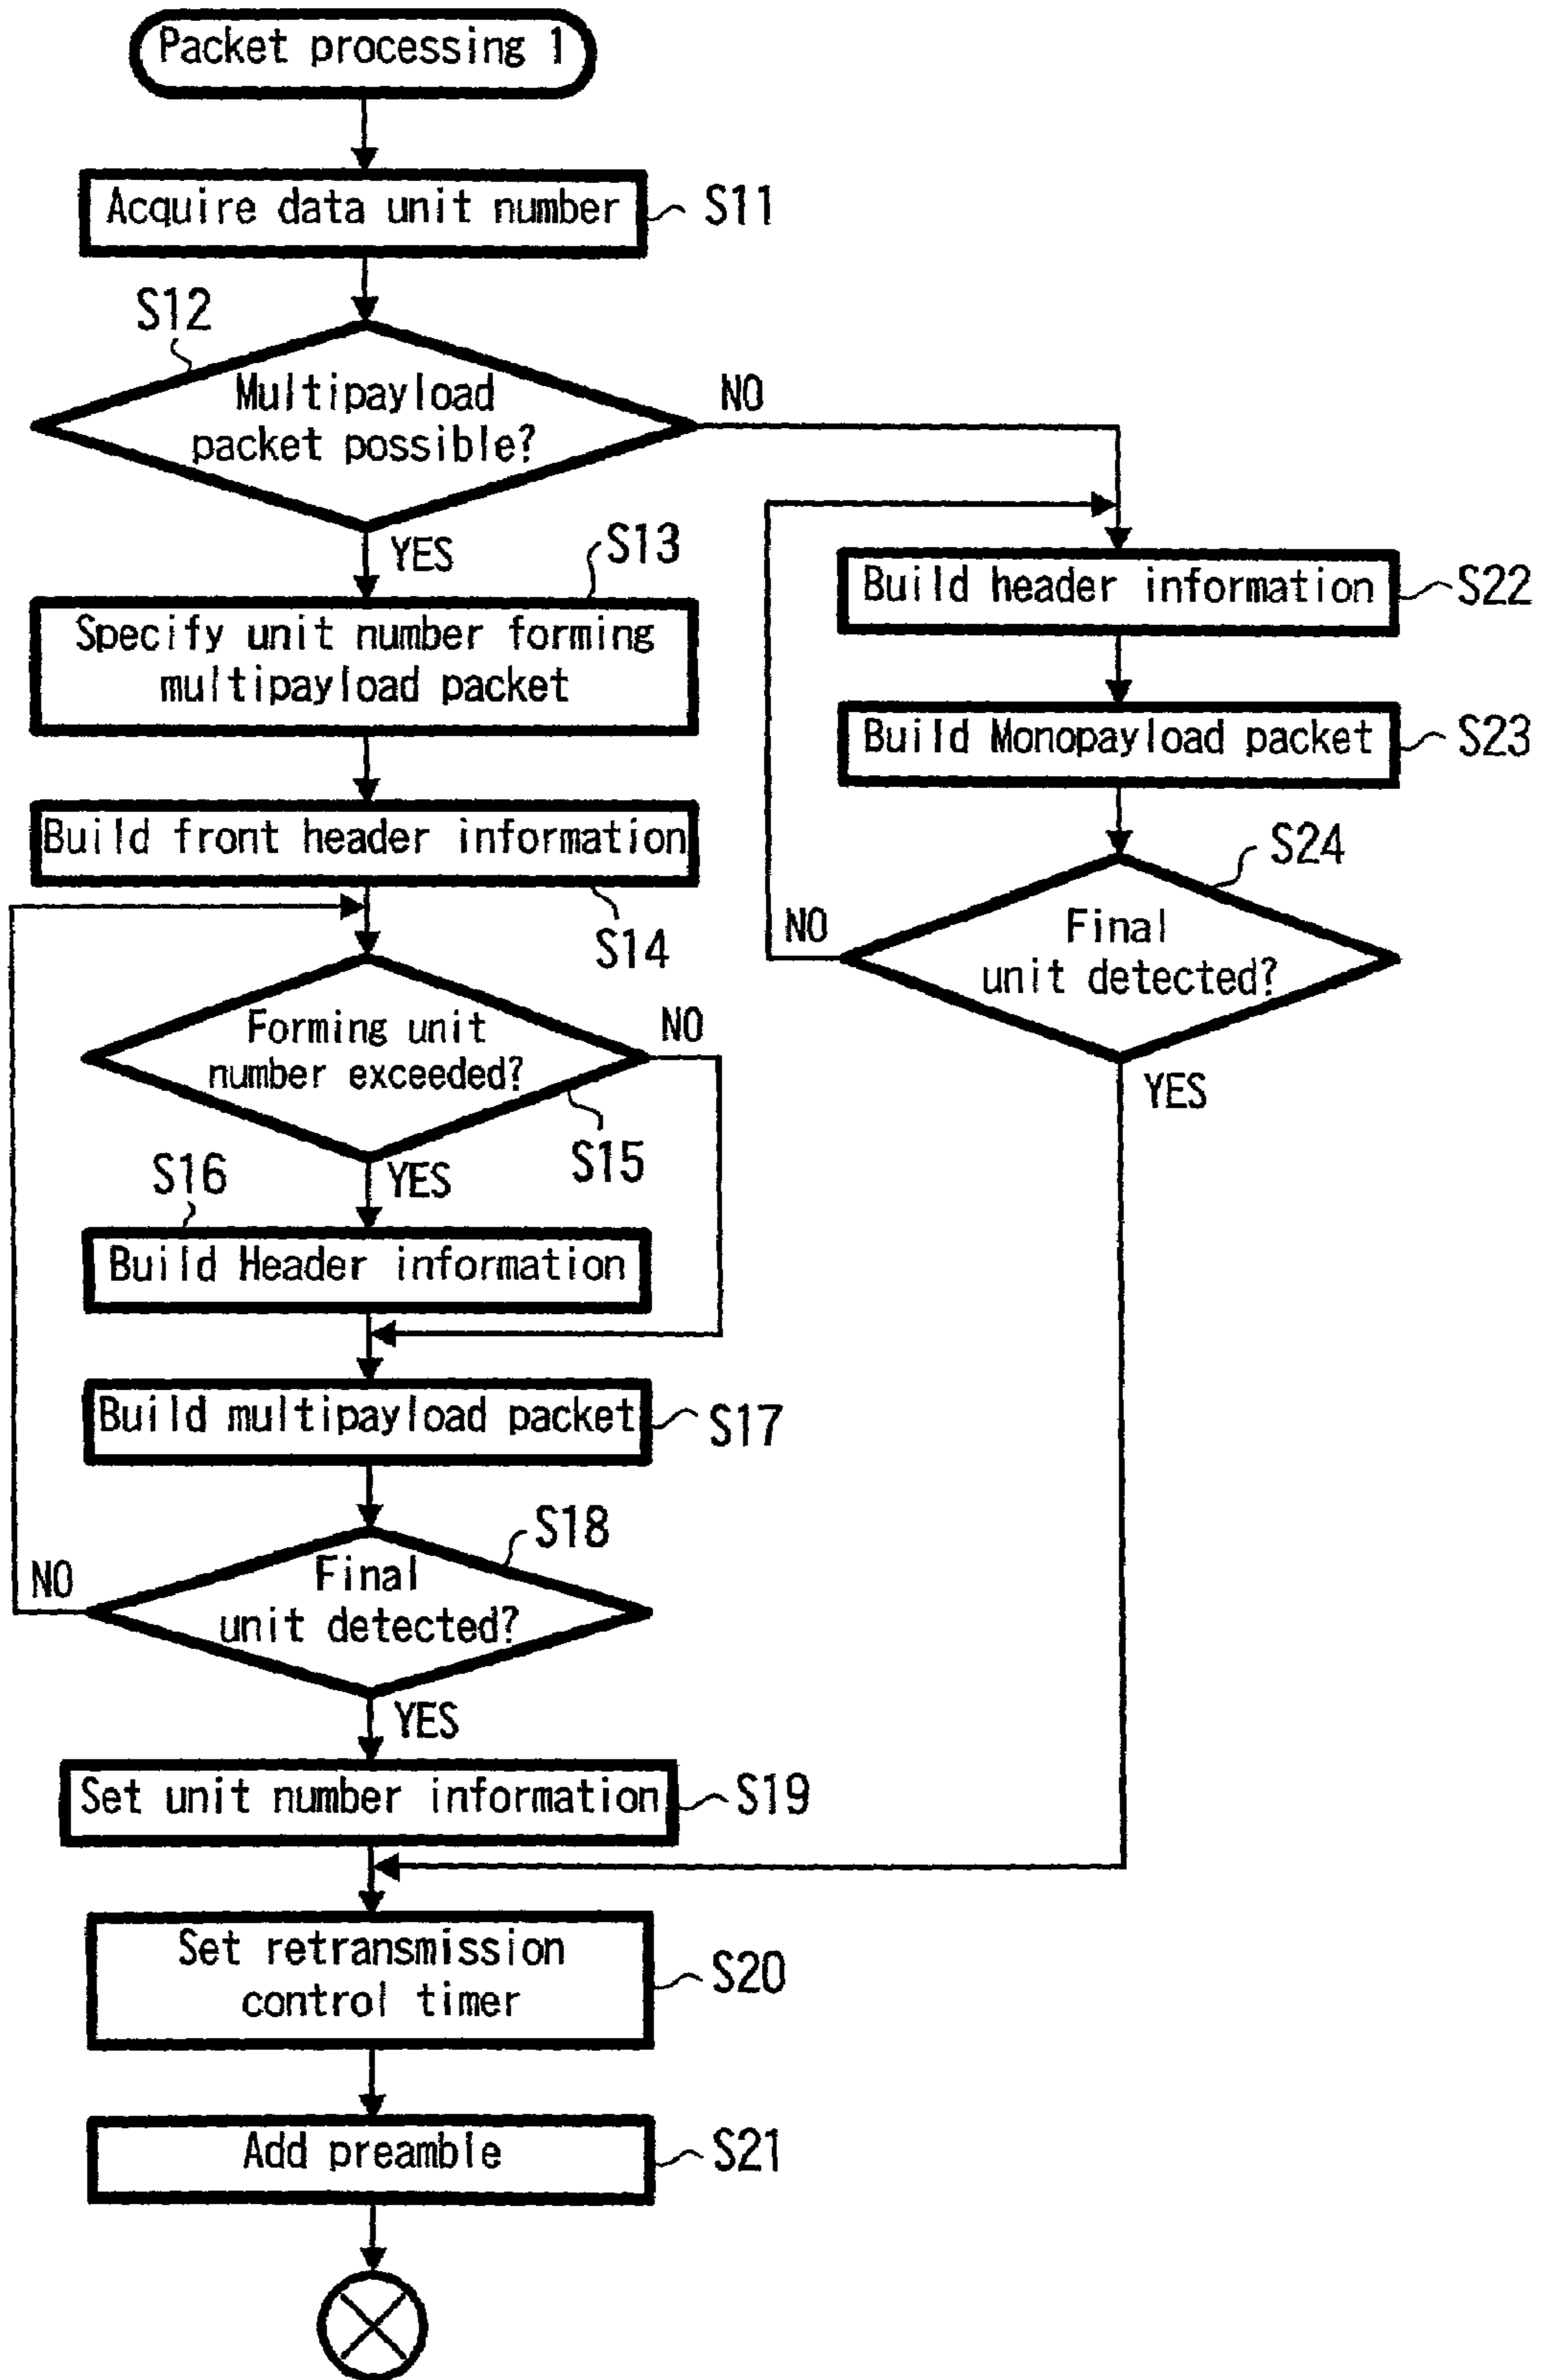 Packet processing 1
Acquire data unit number
S11
S12
Multipayload
packet possible?
NO
YES
S13
Specify unit number forming
multipayload packet
Build front header information
S14
Forming unit
number exceeded?
NO
S15
YES
S16
Build Header information
Build multipayload packet
S17
S18
Final
unit detected?
NO
YES
Set unit number information
S19
Set retransmission
control timer
S20
Add preamble
S21
Build header information
S22
Build Monopayload packet
S23
S24
Final
unit detected?
NO
YES